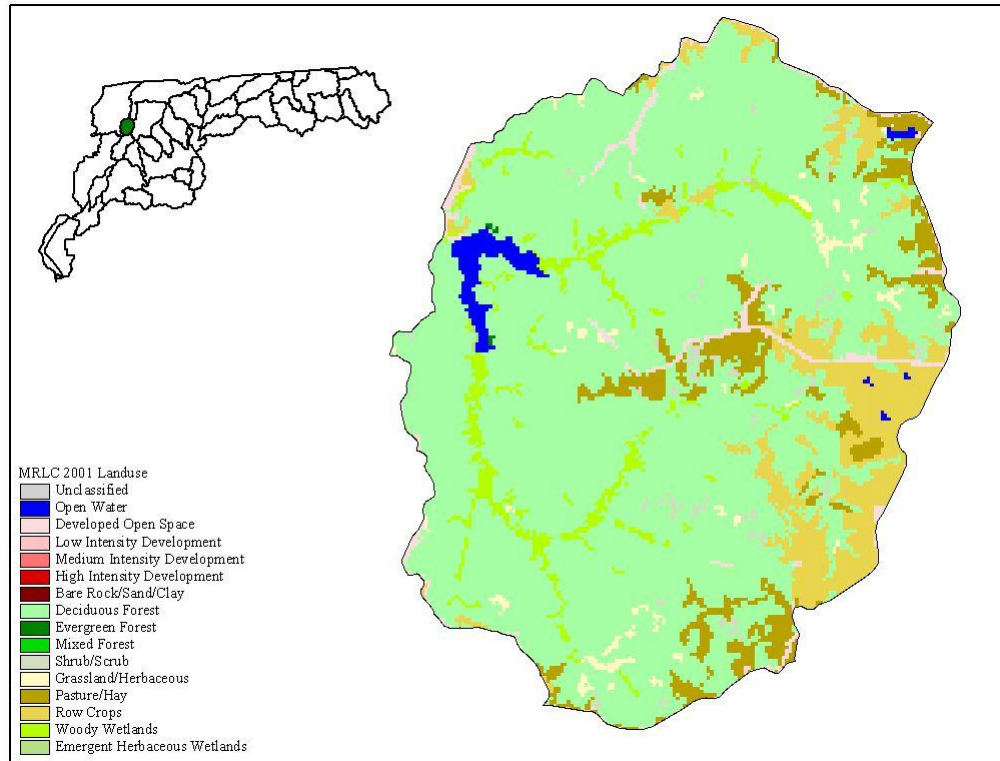 MRLC 2001 Landuse
Unclassified
Open Water
Developed Open Space
Low Intensity Development
Medium Intensity Development
High Intensity Development
Bare Rock/Sand/Clay
Deciduous Forest
Evergreen Forest
Mixed Forest
Shrub/Scrub
Grassland/Herbaceous
Pasture/Hay
Row Crops
Woody Wetlands
Emergent Herbaceous Wetlands